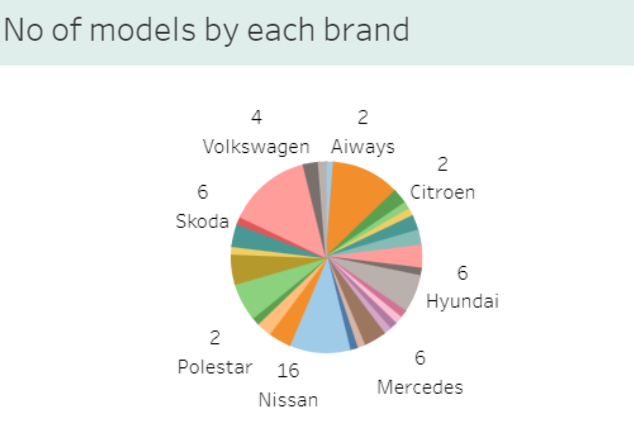 No of models by each brand
4
Volkswagen
2
Aiways
2
Citroen
6
Skoda
6
Hyundai
2
Polestar
16
Nissan
6
Mercedes